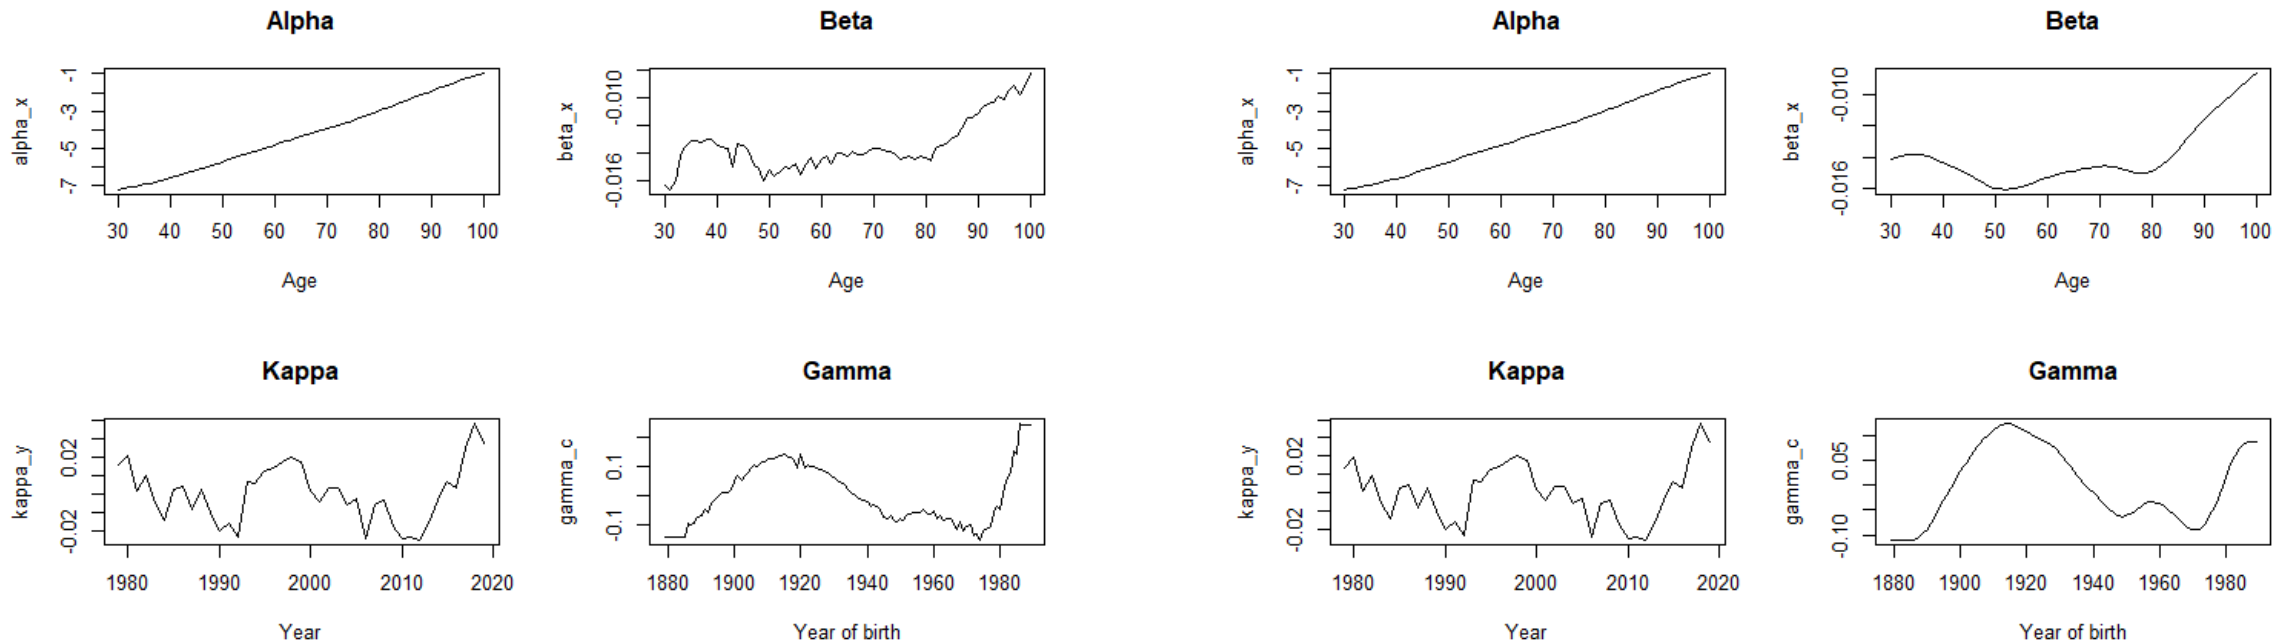 Alpha
alpha_x
-1
-3
-5
-7
30 40 50 60 70 80 90 100
Age
Beta
beta_x
-0.010
-0.016
30 40 50 60 70 80 90 100
Age
Alpha
alpha_x
-1
-3
-5
-7
30 40 50 60 70 80 90 100
Age
Beta
beta_x
-0.010
-0.016
30 40 50 60 70 80 90 100
Age
Kappa
kappa_y
0.02
-0.02
1980 1990 2000 2010 2020
Year
Gamma
gamma_c
0.1
-0.1
1880 1900 1920 1940 1960 1980
Year of birth
Kappa
kappa_y
0.02
-0.02
1980 1990 2000 2010 2020
Year
Gamma
gamma_c
0.05
-0.10
1880 1900 1920 1940 1960 1980
Year of birth